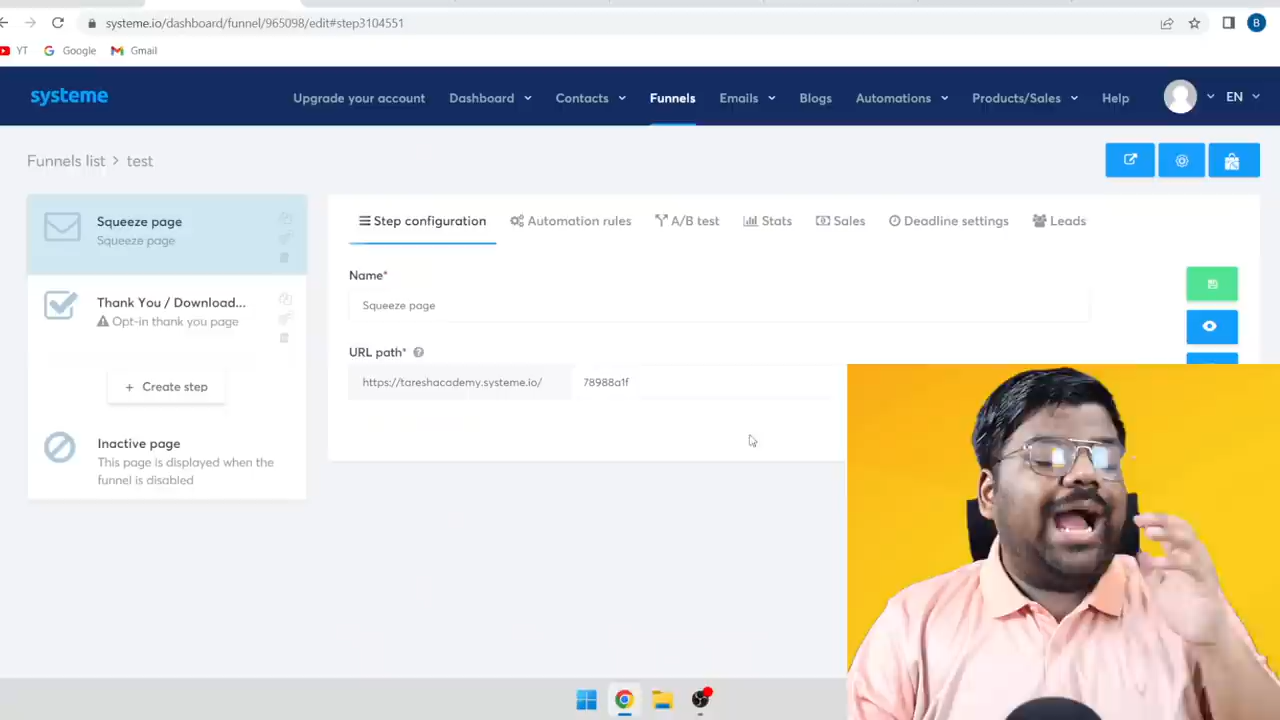 systeme.io/dashboard/funnel/965098/edit#step3104551
B
YT
Google
Gmail
systeme
Upgrade your account
Dashboard
Contacts
Funnels
Emails
Blogs
Automations
Products/Sales
Help
EN
Funnels list > test
Squeeze page
Squeeze page
Thank You / Download...
Opt-in thank you page
+ Create step
Inactive page
This page is displayed when the
funnel is disabled
Step configuration
Automation rules
A/B test
Stats
Sales
Deadline settings
Leads
Name*
Squeeze page
URL path*
https://tareshacademy.systeme.io/
78988a1f